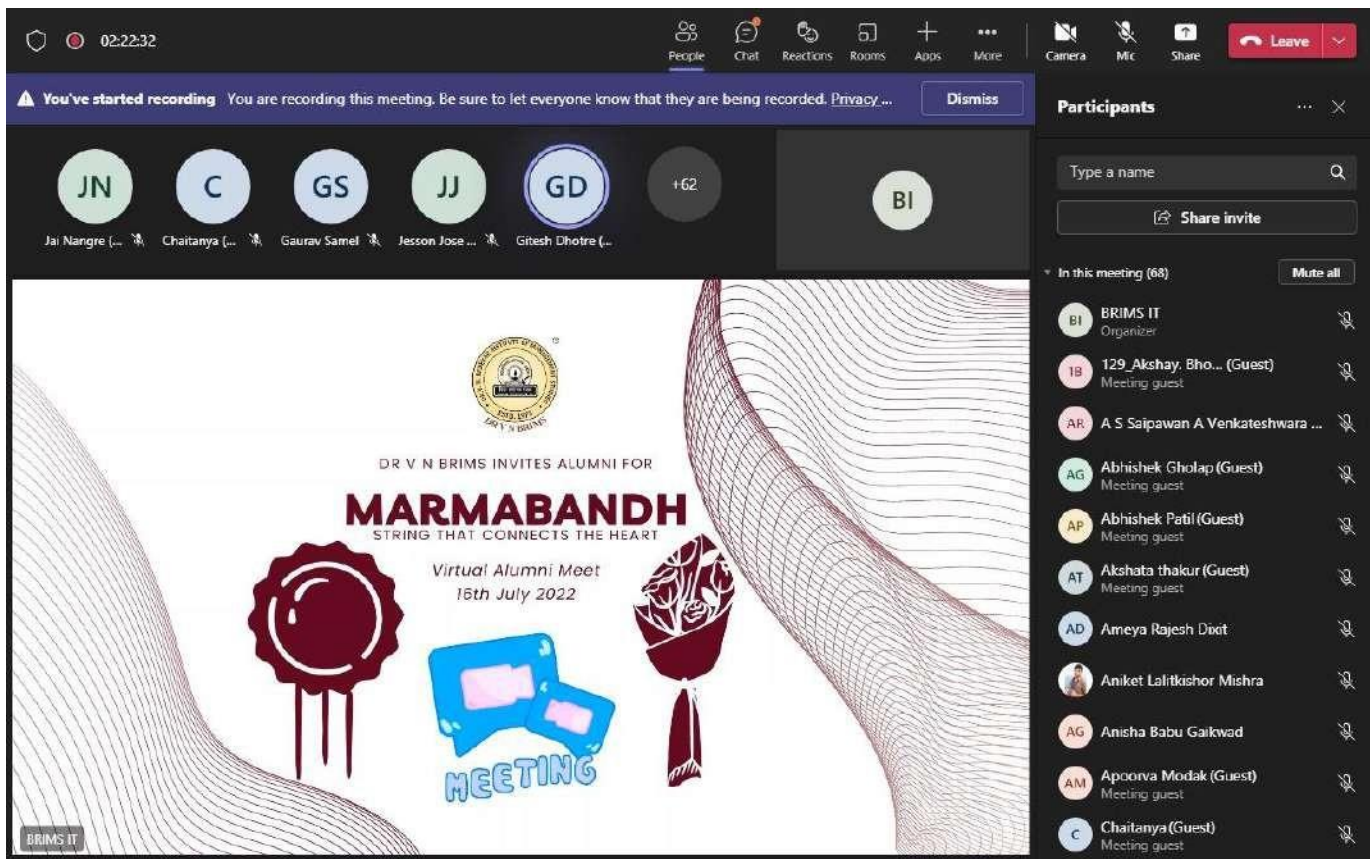 02:22:32
People
Chat
Reactions
Rooms
Apps
More
Camera
Mic
Share
Leave
You've started recording You are recording this meeting. Be sure to let everyone know that they are being recorded. Privacy ...
Dismiss
JN
C
GS
JJ
GD
+62
BI
Jai Nangre (...
Chaitanya (...
Gaurav Samel
Jesson Jose ...
Gitesh Dhotre (...
DR V N BRIMS
DR V N BRIMS INVITES ALUMNI FOR
MARMABANDH
STRING THAT CONNECTS THE HEART
Virtual Alumni Meet
16th July 2022
MEETING
BRIMS IT
Participants
Type a name
Share invite
In this meeting (68)
Mute all
BI
BRIMS IT
Organizer
1B
129_Akshay. Bho... (Guest)
Meeting guest
AR
A S Saipawan A Venkateshwara ...
AG
Abhishek Gholap (Guest)
Meeting guest
AP
Abhishek Patil (Guest)
Meeting guest
AT
Akshata thakur (Guest)
Meeting guest
AD
Ameya Rajesh Dixit
Aniket Lalitkishor Mishra
AG
Anisha Babu Gaikwad
AM
Apoorva Modak (Guest)
Meeting guest
C
Chaitanya (Guest)
Meeting guest